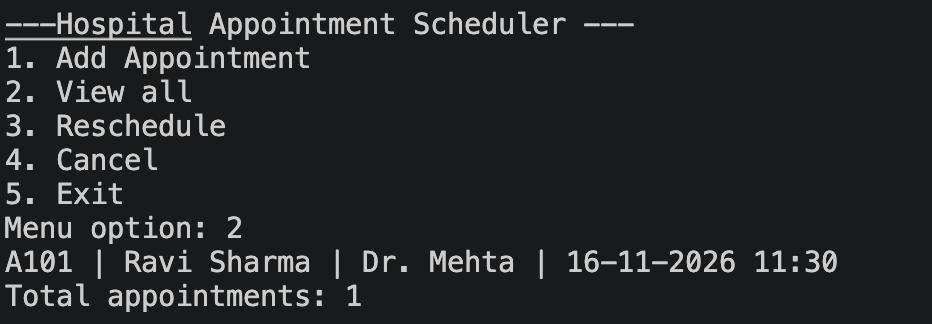 ---Hospital Appointment Scheduler ---
1. Add Appointment
2. View all
3. Reschedule
4. Cancel
5. Exit
Menu option: 2
A101 | Ravi Sharma | Dr. Mehta | 16-11-2026 11:30
Total appointments: 1